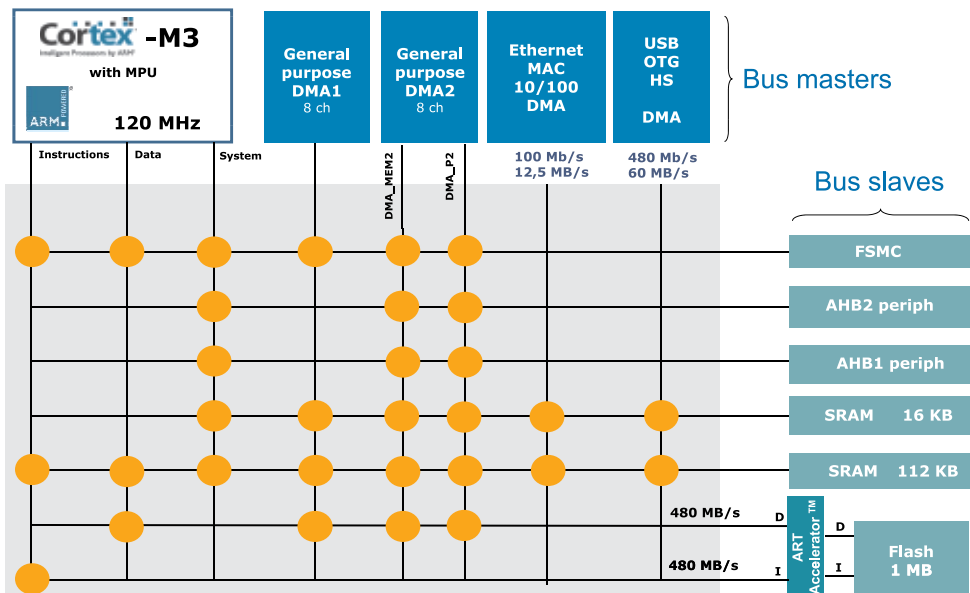 Cortex -M3
Intelligent Processors by ARM®
with MPU
ARM POWERED
120 MHz
General
purpose
DMA1
8 ch
General
purpose
DMA2
8 ch
Ethernet
MAC
10/100
DMA
USB
OTG
HS
DMA
Bus masters
Instructions
Data
System
DMA_MEM2
DMA_P2
100 Mb/s
12,5 MB/s
480 Mb/s
60 MB/s
Bus slaves
FSMC
AHB2 periph
AHB1 periph
SRAM 16 KB
SRAM 112 KB
480 MB/s
D
480 MB/s
I
ART
Accelerator™
D
I
Flash
1 MB